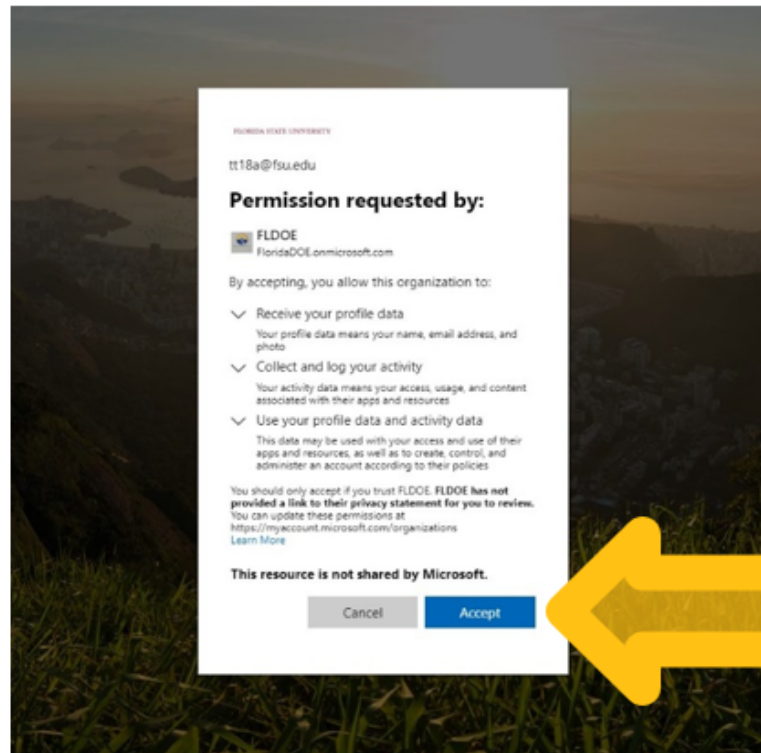 FLORIDA STATE UNIVERSITY
tt18a@fsu.edu
Permission requested by:
FLDOE
FloridaDOE.onmicrosoft.com
By accepting, you allow this organization to:
Receive your profile data
Your profile data means your name, email address, and
photo
Collect and log your activity
Your activity data means your access, usage, and content
associated with their apps and resources
Use your profile data and activity data
This data may be used with your access and use of their
apps and resources, as well as to create, control, and
administer an account according to their policies
You should only accept if you trust FLDOE. FLDOE has not
provided a link to their privacy statement for you to review.
You can update these permissions at
https://myaccount.microsoft.com/organizations
Learn More
This resource is not shared by Microsoft.
Cancel
Accept